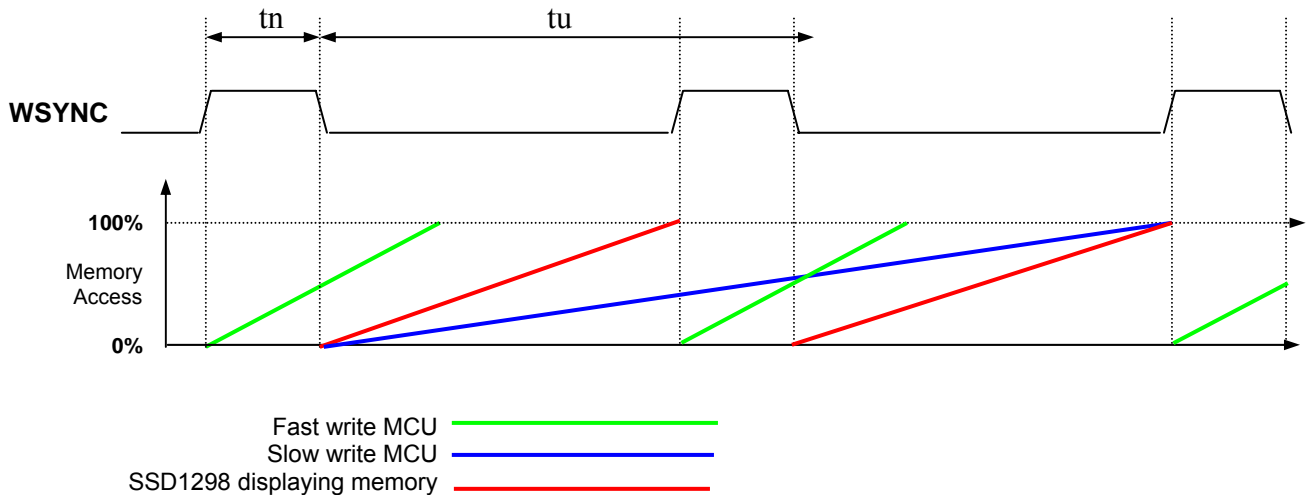 tn
tu
WSYNC
100%
Memory
Access
0%
Fast write MCU
Slow write MCU
SSD1298 displaying memory